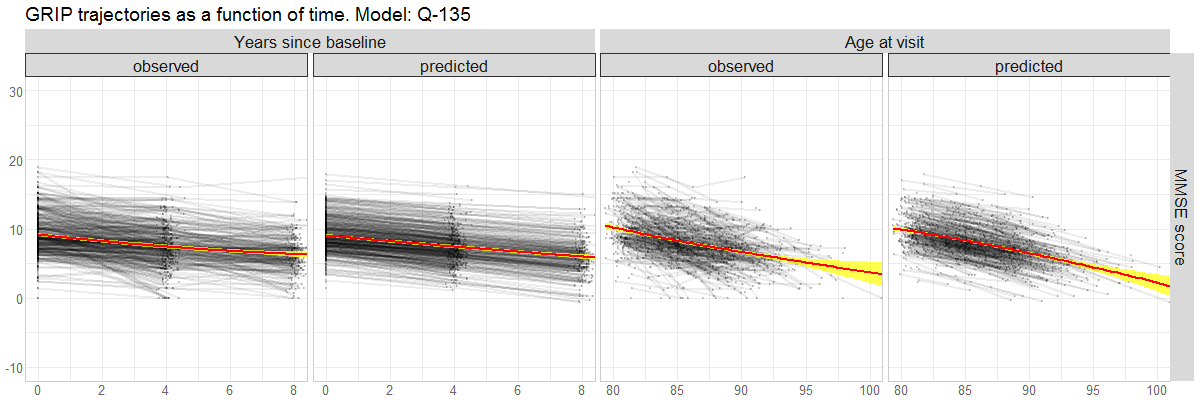 GRIP trajectories as a function of time. Model: Q-135
Years since baseline
Age at visit
observed
predicted
observed
predicted
30
20
10
0
-10
MMSE score
0 2 4 6 8
0 2 4 6 8
80 85 90 95 100
80 85 90 95 100